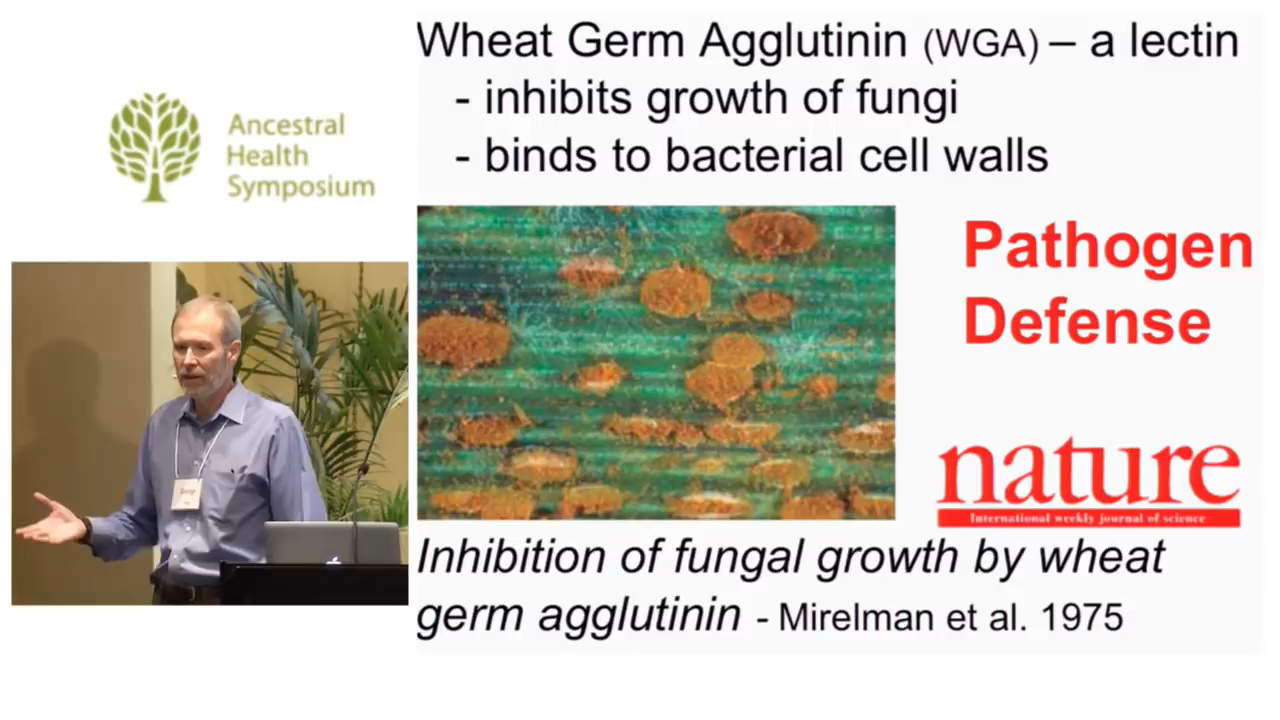 Wheat Germ Agglutinin (WGA) – a lectin
- inhibits growth of fungi
- binds to bacterial cell walls
Ancestral
Health
Symposium
Pathogen
Defense
nature
International weekly journal of science
Inhibition of fungal growth by wheat
germ agglutinin - Mirelman et al. 1975